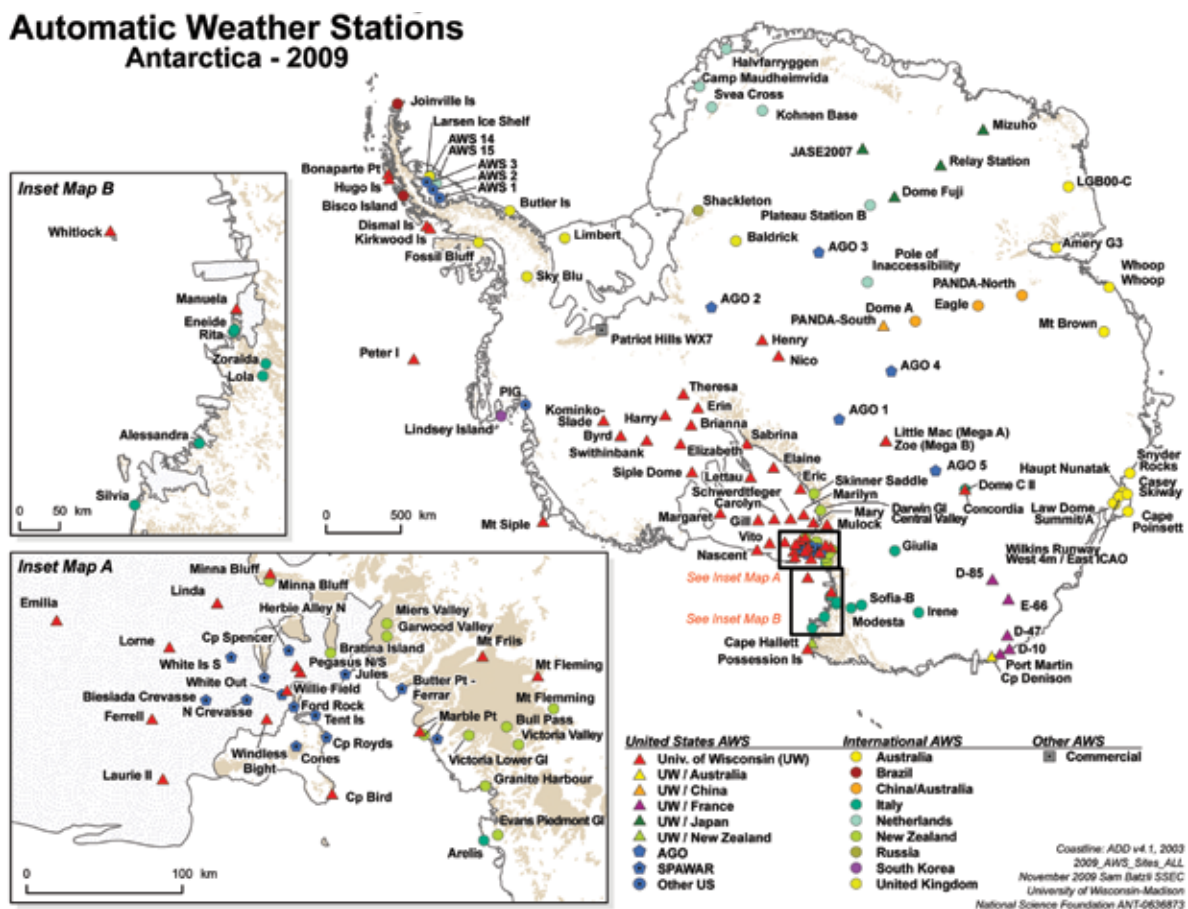 Automatic Weather Stations
Antarctica - 2009
Halvfarryggen
Camp Maudheimvida
Svea Cross
Kohnen Base
Mizuho
JASE2007
Relay Station
LGB00-C
Dome Fuji
Plateau Station B
Shackleton
Baldrick
AGO 3
Pole of
Inaccessibility
Amery G3
PANDA-North
Whoop
Whoop
Eagle
Dome A
PANDA-South
Mt Brown
AGO 2
Henry
Nico
AGO 4
AGO 1
Little Mac (Mega A)
Zoe (Mega B)
AGO 5
Dome C II
Concordia
Haupt Nunatak
Snyder
Rocks
Casey
Skiway
Law Dome
Summit/A
Cape
Poinsett
Wilkins Runway
West 4m / East ICAO
Joinville Is
Larsen Ice Shelf
AWS 14
AWS 15
AWS 3
AWS 2
AWS 1
Bonaparte Pt
Hugo Is
Bisco Island
Dismal Is
Kirkwood Is
Fossil Bluff
Butler Is
Limbert
Sky Blu
Patriot Hills WX7
Peter I
PIG
Lindsey Island
Theresa
Erin
Harry
Brianna
Kominko-
Slade
Byrd
Swithinbank
Elizabeth
Sabrina
Siple Dome
Lettau
Elaine
Eric
Skinner Saddle
Schwerdtfeger
Marilyn
Carolyn
Mary
Darwin Gl
Central Valley
Margaret
Gill
Mulock
Mt Siple
Vito
Nascent
Giulia
See Inset Map A
See Inset Map B
Sofia-B
Modesta
Irene
D-85
E-66
D-47
D-10
Port Martin
Cp Denison
Cape Hallett
Possession Is
0 500 km
Inset Map B
Whitlock
Manuela
Eneide
Rita
Zoraida
Lola
Alessandra
Silvia
0 50 km
Inset Map A
Minna Bluff
Minna Bluff
Linda
Emilia
Herbie Alley N
Miers Valley
Garwood Valley
Cp Spencer
Bratina Island
Lorne
Mt Friis
White Is S
Pegasus N/S
Jules
Mt Fleming
White Out
Willie Field
Butter Pt -
Ferrar
Biesiada Crevasse
N Crevasse
Ford Rock
Mt Flemming
Ferrell
Tent Is
Marble Pt
Bull Pass
Victoria Valley
Windless
Bight
Cones
Cp Royds
Victoria Lower Gl
Laurie II
Cp Bird
Granite Harbour
Evans Piedmont Gl
Arelis
0 100 km
United States AWS
Univ. of Wisconsin (UW)
UW / Australia
UW / China
UW / France
UW / Japan
UW / New Zealand
AGO
SPAWAR
Other US
International AWS
Australia
Brazil
China/Australia
Italy
Netherlands
New Zealand
Russia
South Korea
United Kingdom
Other AWS
Commercial
Coastline: ADD v4.1, 2003
2009_AWS_Sites_ALL
November 2009 Sam Batzli SSEC
University of Wisconsin-Madison
National Science Foundation ANT-0636873